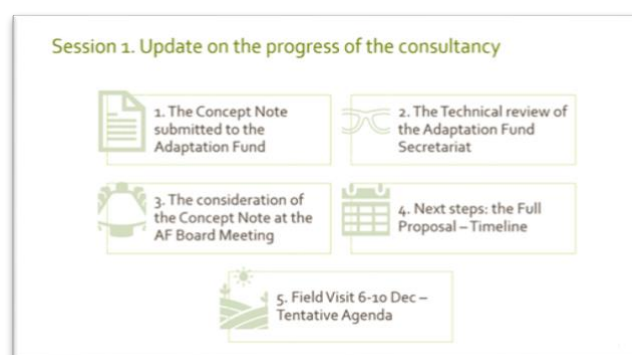 Session 1. Update on the progress of the consultancy
1. The Concept Note
submitted to the
Adaptation Fund
2. The Technical review of
the Adaptation Fund
Secretariat
3. The consideration of
the Concept Note at the
AF Board Meeting
4. Next steps: the Full
Proposal – Timeline
5. Field Visit 6-10 Dec –
Tentative Agenda